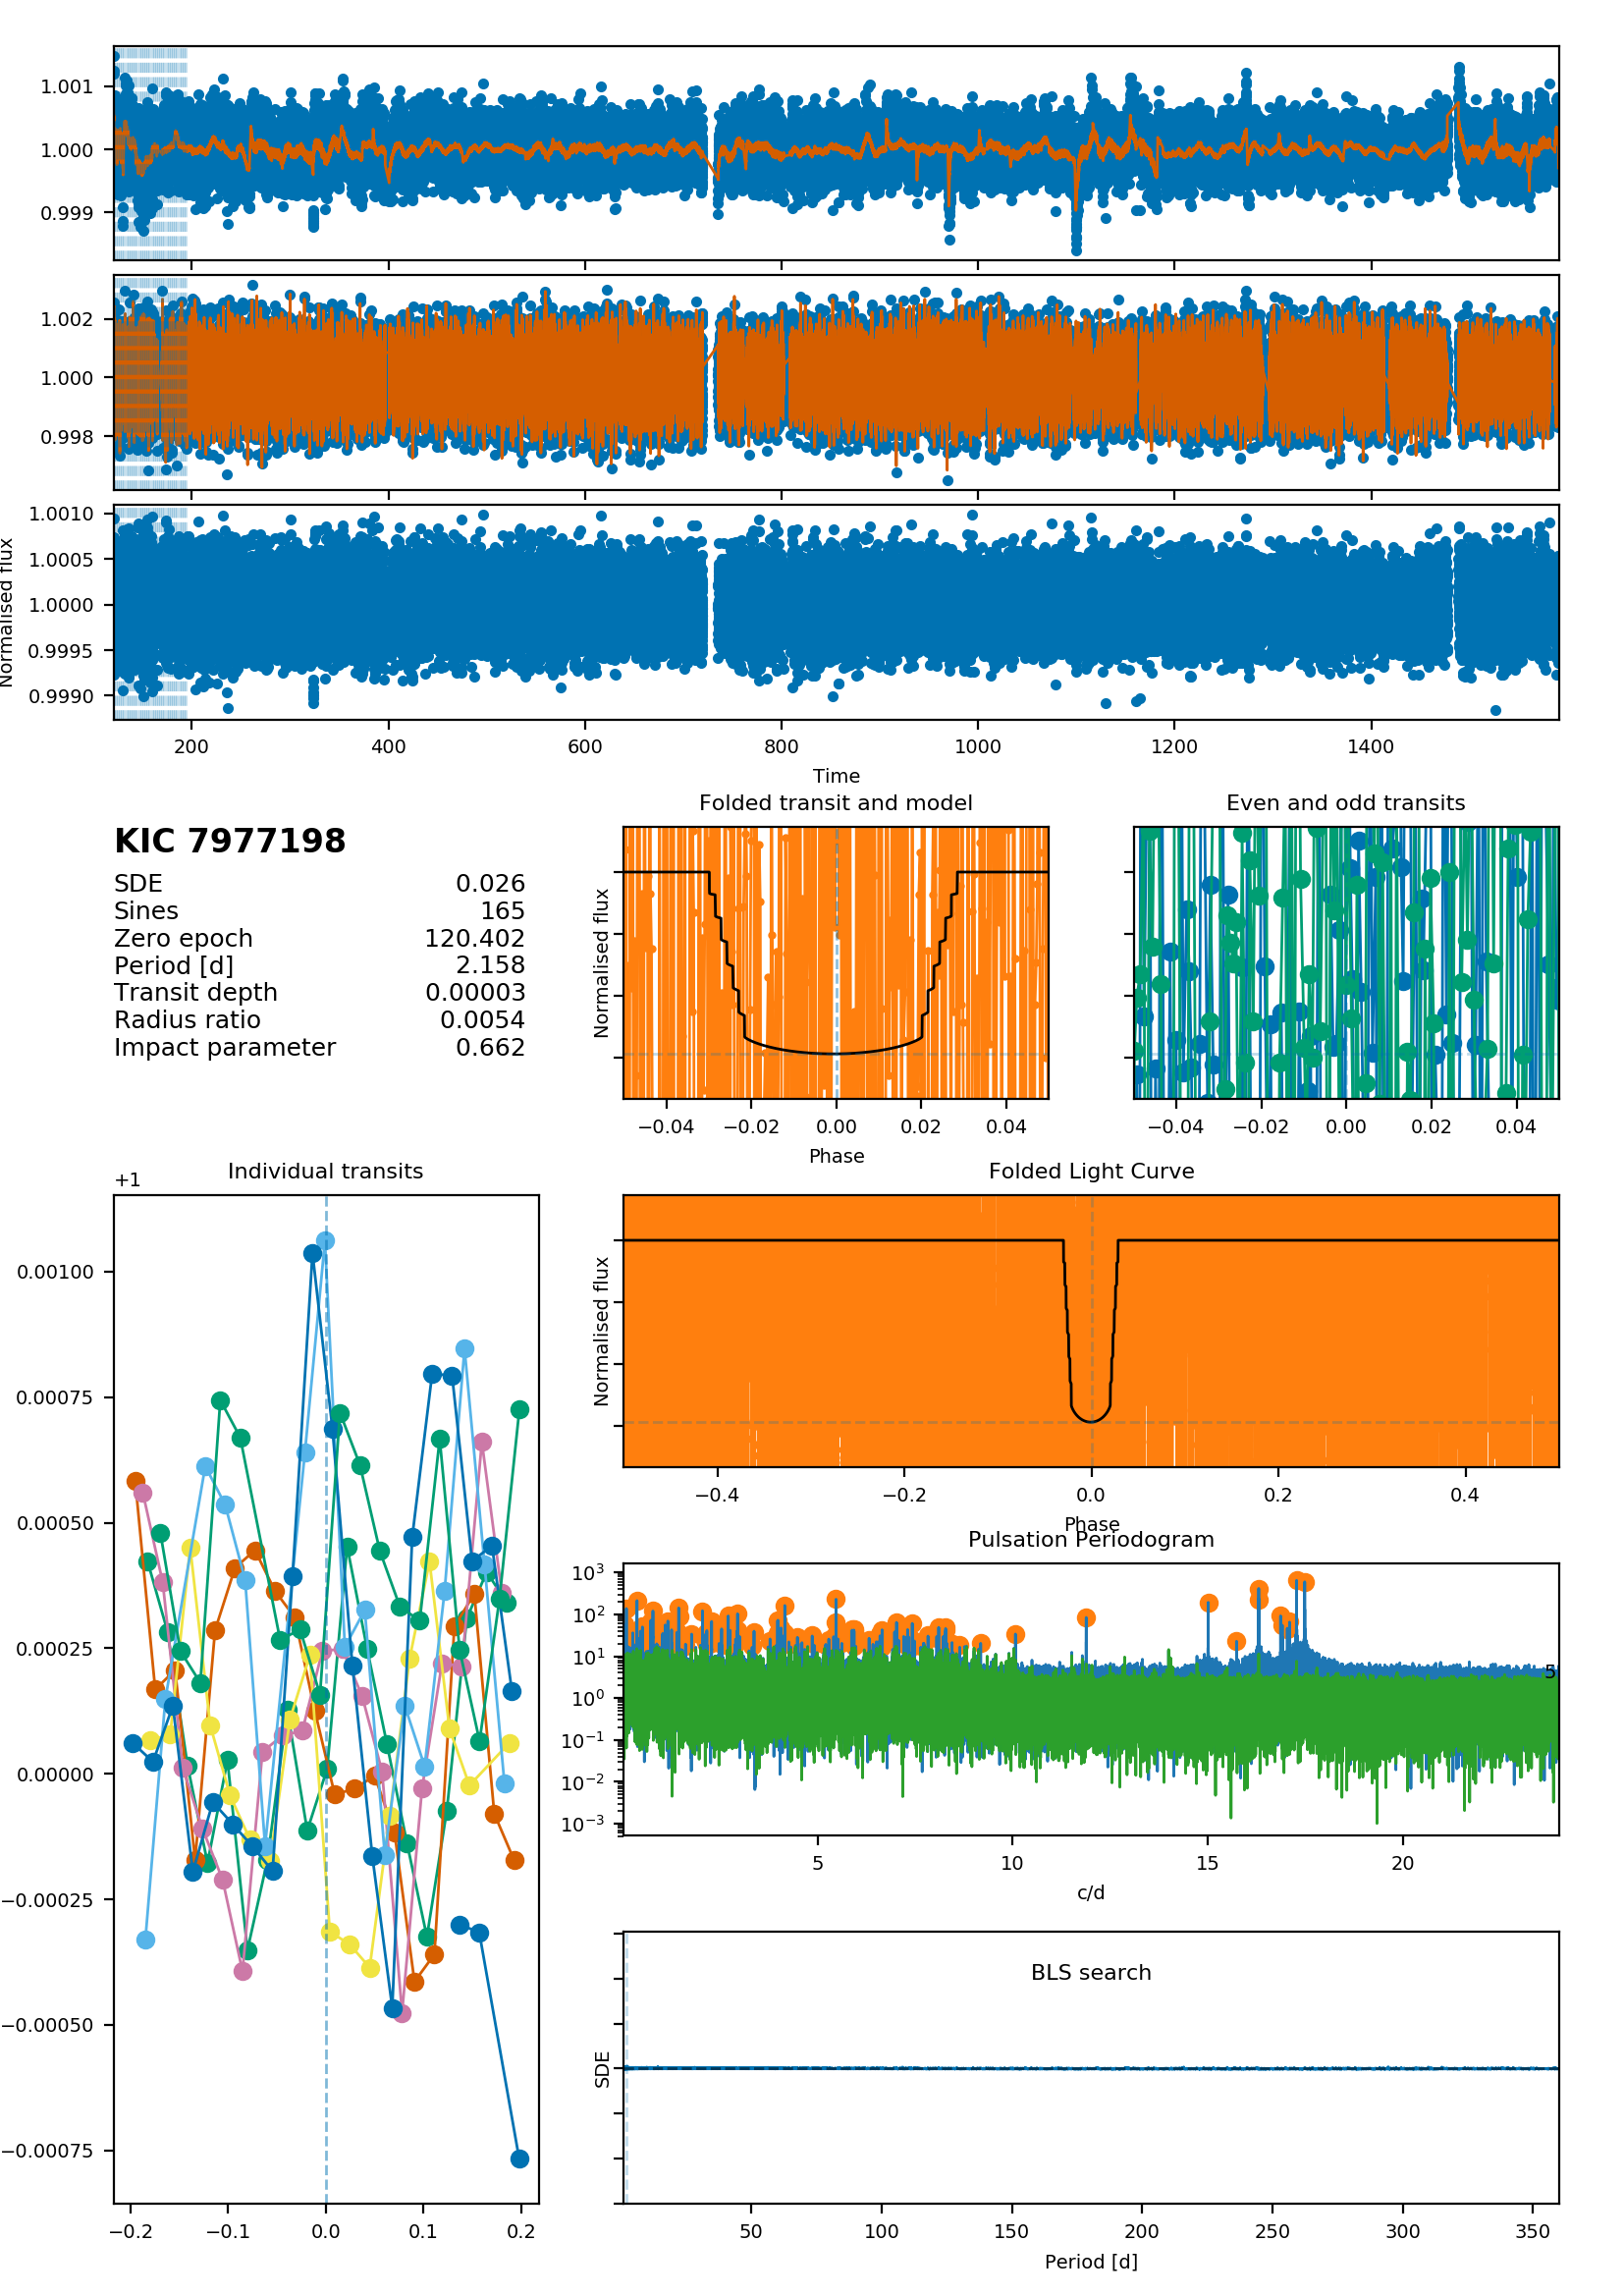 1.001
1.000
0.999
1.002
1.000
0.998
1.0010
1.0005
1.0000
0.9995
0.9990
Normalised flux
200 400 600 800 1000 1200 1400
Time
KIC 7977198
SDE 0.026
Sines 165
Zero epoch 120.402
Period [d] 2.158
Transit depth 0.00003
Radius ratio 0.0054
Impact parameter 0.662
Folded transit and model
Normalised flux
−0.04 −0.02 0.00 0.02 0.04
Phase
Even and odd transits
−0.04 −0.02 0.00 0.02 0.04
Individual transits
+1
0.00100
0.00075
0.00050
0.00025
0.00000
−0.00025
−0.00050
−0.00075
−0.2 −0.1 0.0 0.1 0.2
Folded Light Curve
Normalised flux
−0.4 −0.2 0.0 0.2 0.4
Phase
Pulsation Periodogram
10³
10²
10¹
10⁰
10⁻¹
10⁻²
10⁻³
5
5 10 15 20
c/d
BLS search
SDE
50 100 150 200 250 300 350
Period [d]